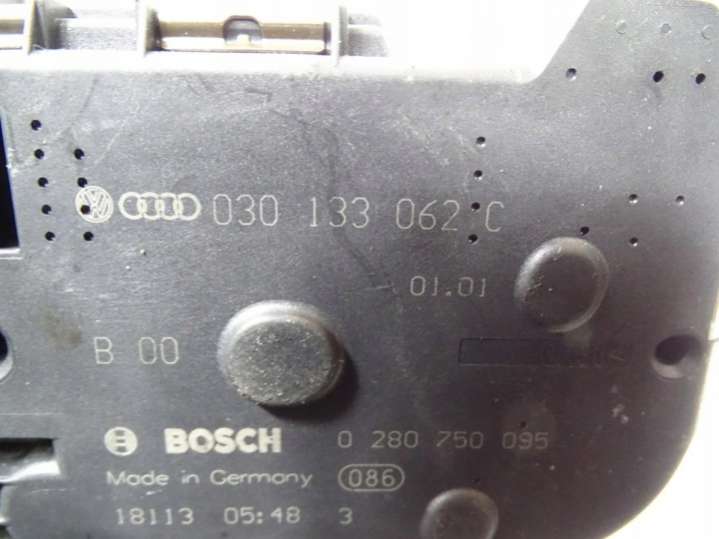 030 133 062 C
01.01
B 00
BOSCH 0 280 750 095
Made in Germany 086
18113 05:48 3